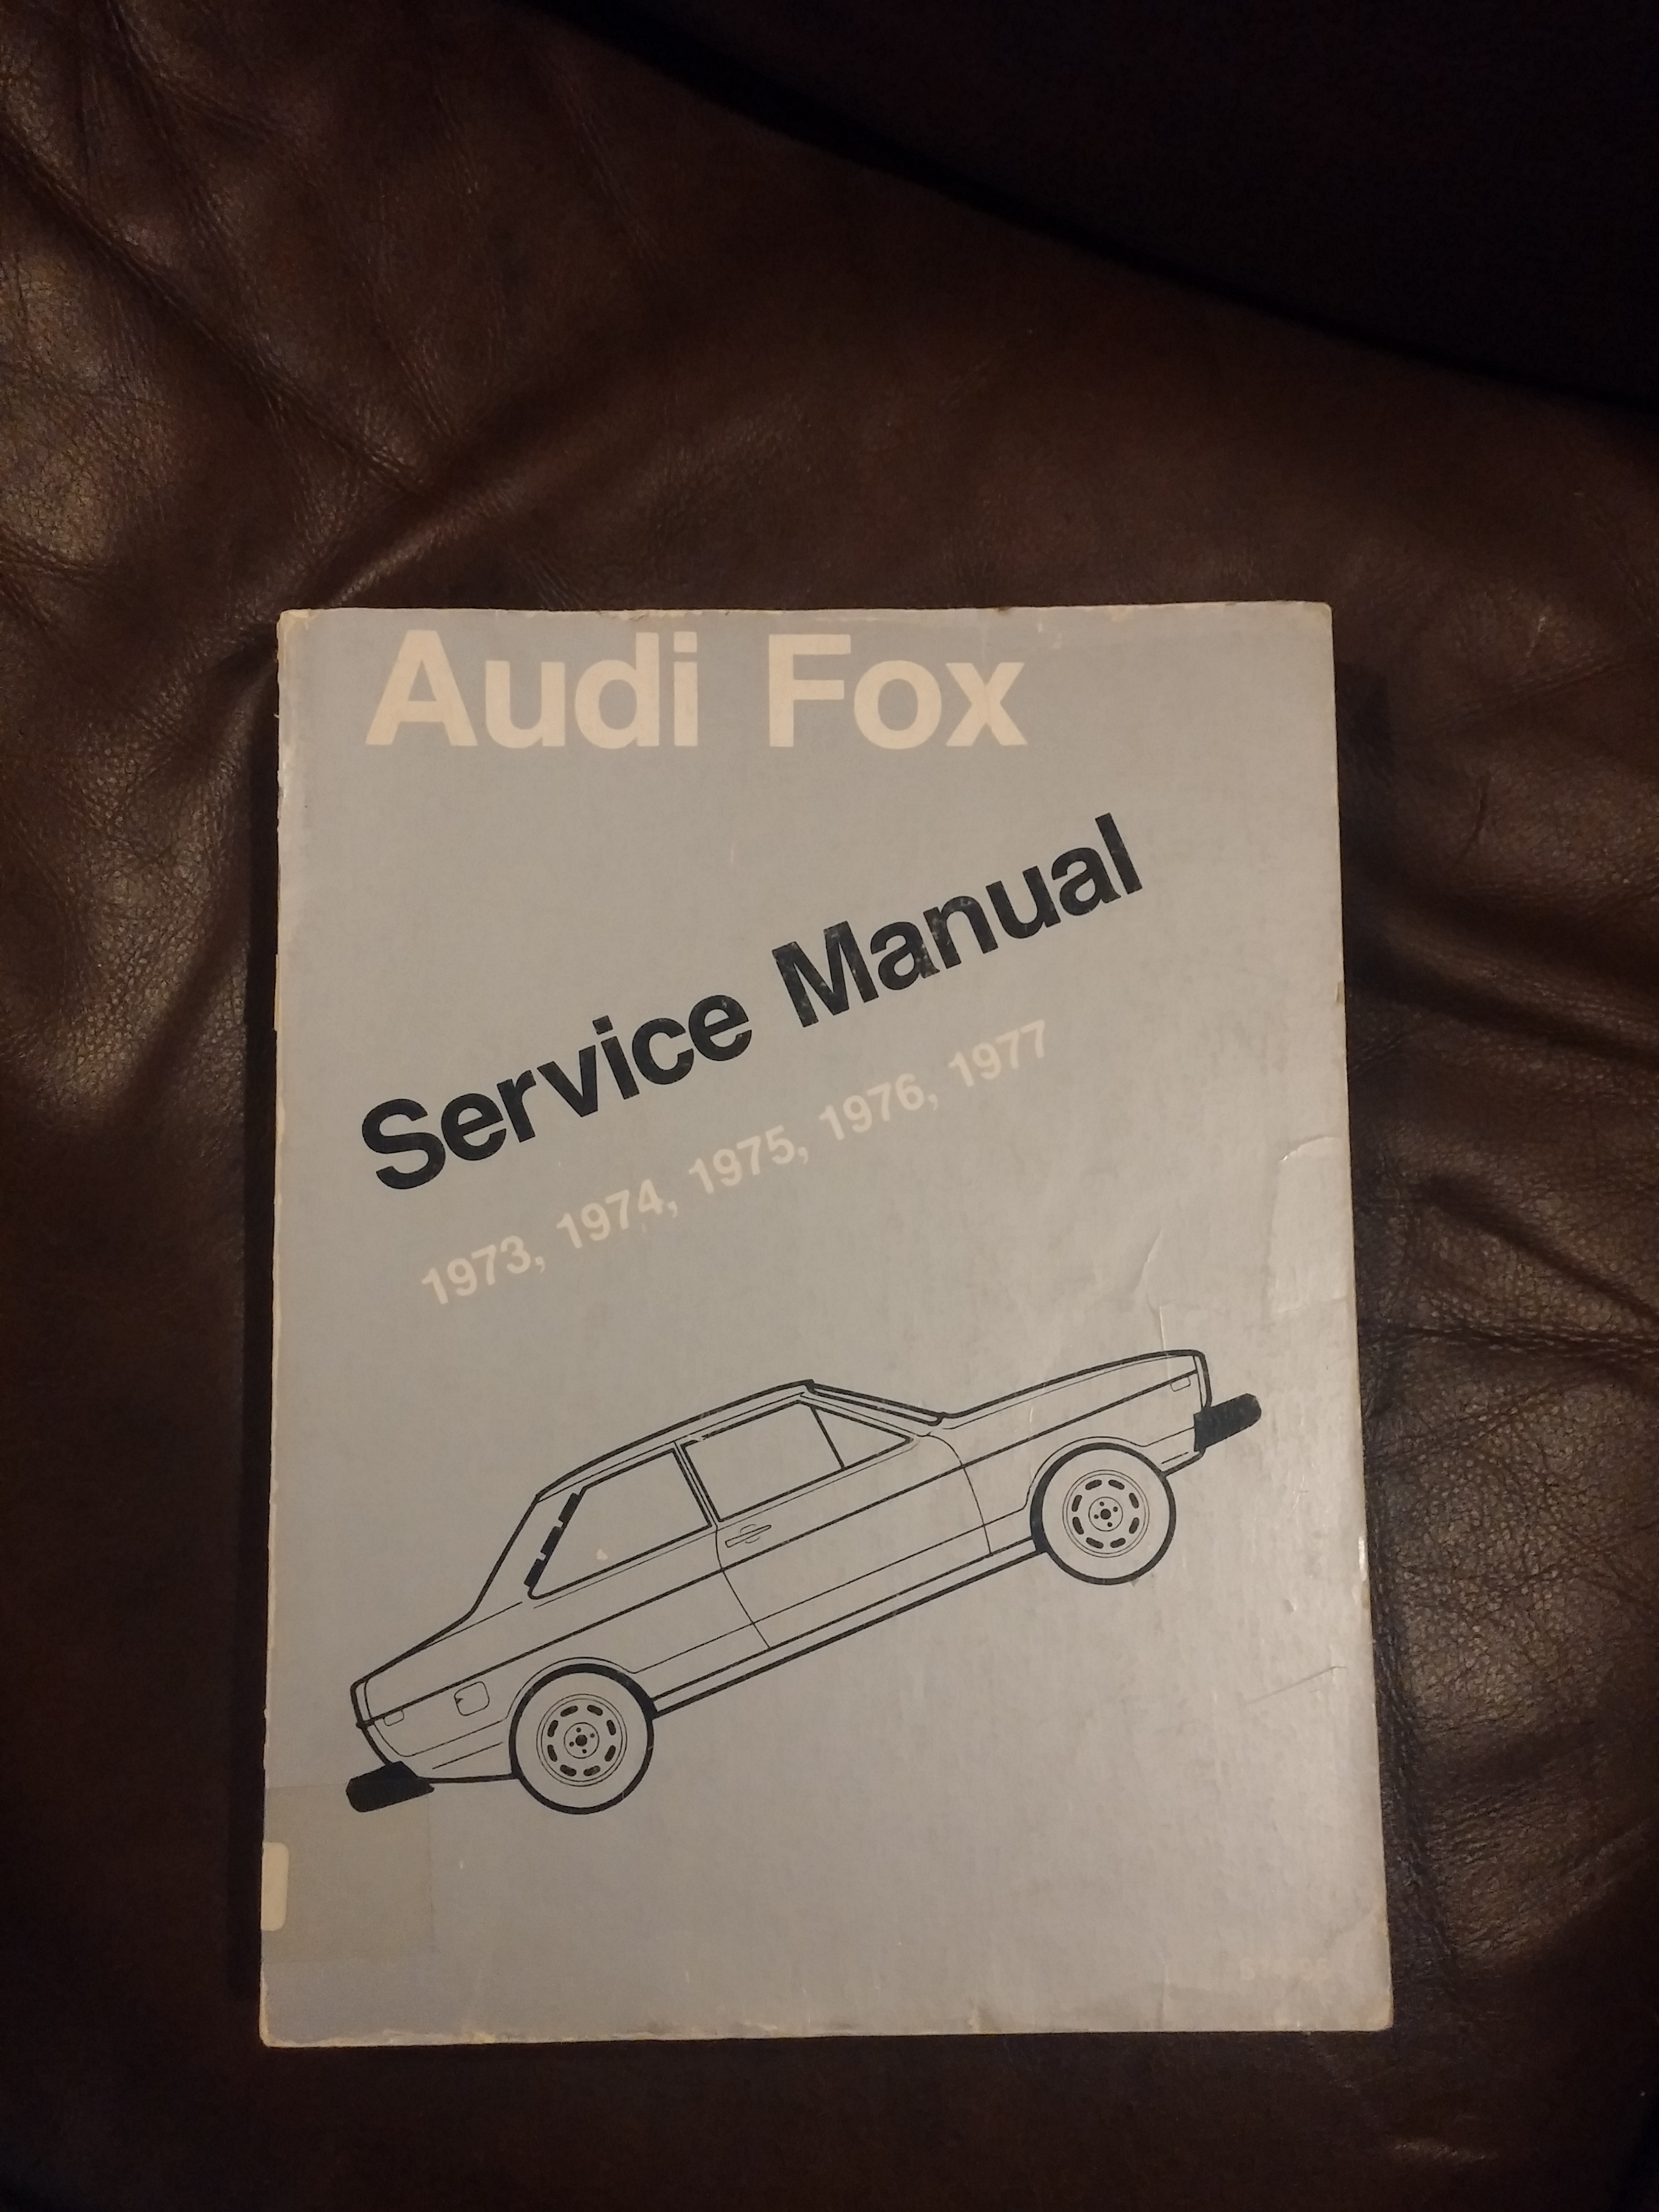 Audi Fox
Service Manual
1973, 1974, 1975, 1976, 1977